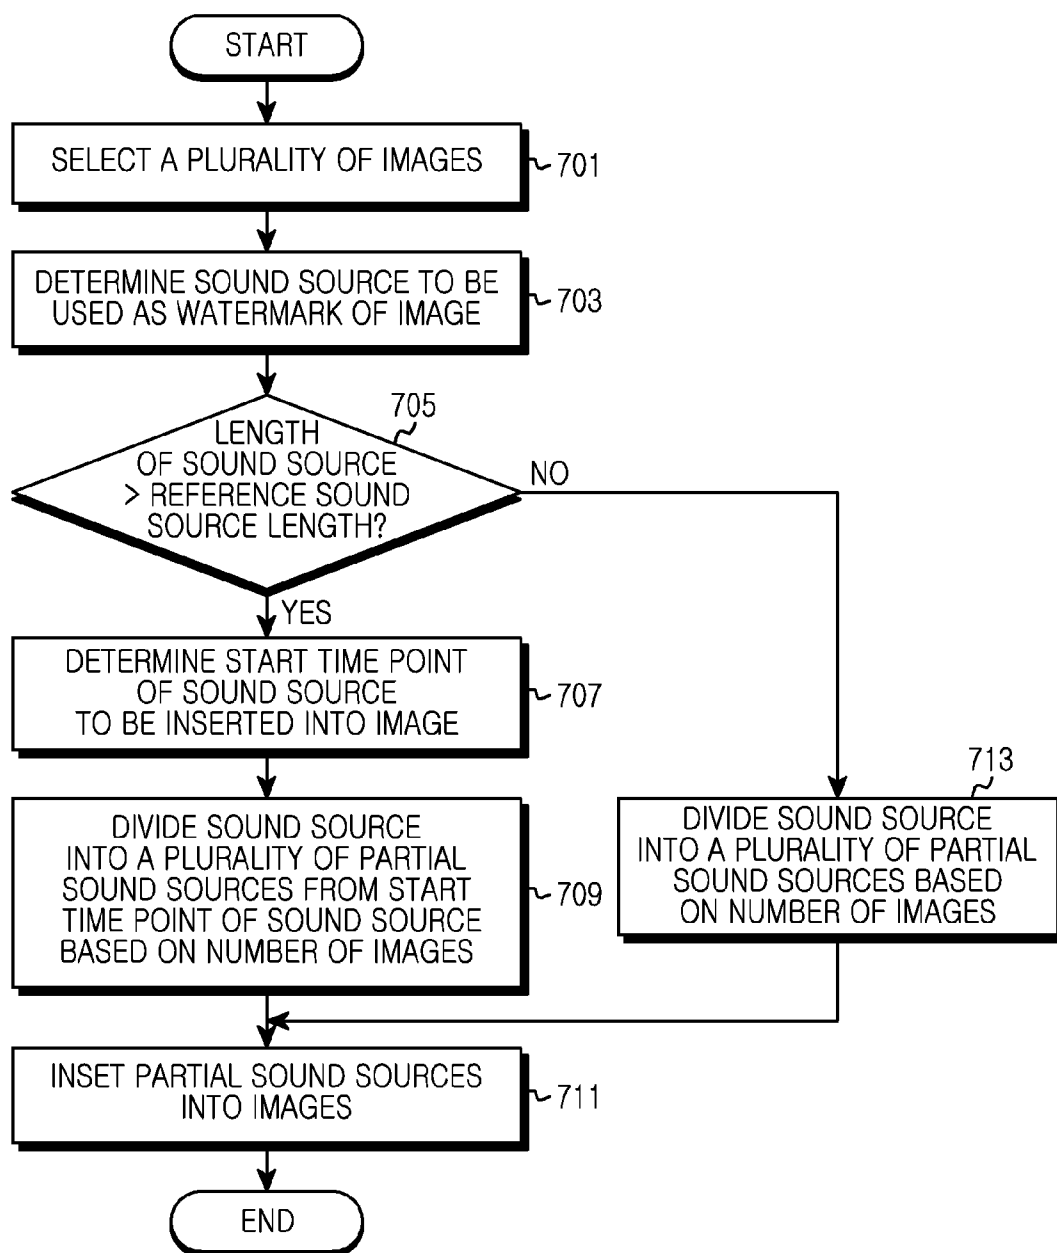 START
SELECT A PLURALITY OF IMAGES
701
DETERMINE SOUND SOURCE TO BE
USED AS WATERMARK OF IMAGE
703
705
LENGTH
OF SOUND SOURCE
> REFERENCE SOUND
SOURCE LENGTH?
NO
YES
DETERMINE START TIME POINT
OF SOUND SOURCE
TO BE INSERTED INTO IMAGE
707
DIVIDE SOUND SOURCE
INTO A PLURALITY OF PARTIAL
SOUND SOURCES FROM START
TIME POINT OF SOUND SOURCE
BASED ON NUMBER OF IMAGES
709
713
DIVIDE SOUND SOURCE
INTO A PLURALITY OF PARTIAL
SOUND SOURCES BASED
ON NUMBER OF IMAGES
INSET PARTIAL SOUND SOURCES
INTO IMAGES
711
END